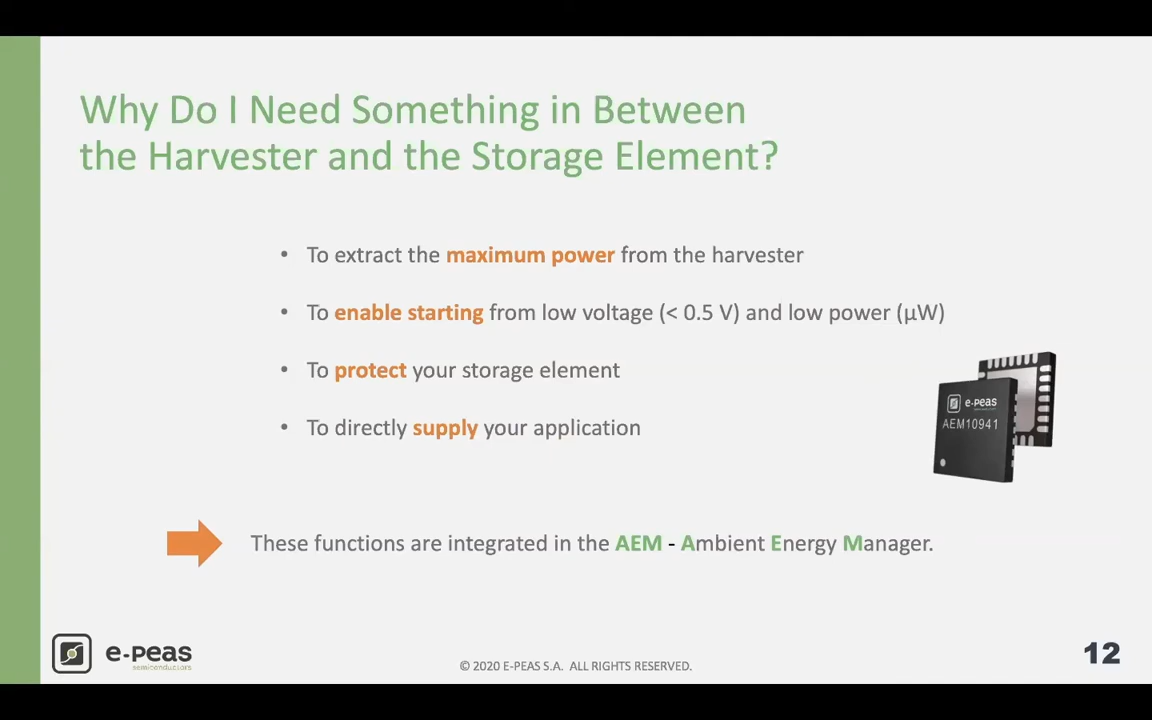 Why Do I Need Something in Between
the Harvester and the Storage Element?
• To extract the maximum power from the harvester
• To enable starting from low voltage (< 0.5 V) and low power (µW)
• To protect your storage element
• To directly supply your application
e-peas
AEM10941
These functions are integrated in the AEM - Ambient Energy Manager.
e-peas
semiconductors
© 2020 E-PEAS S.A. ALL RIGHTS RESERVED.
12